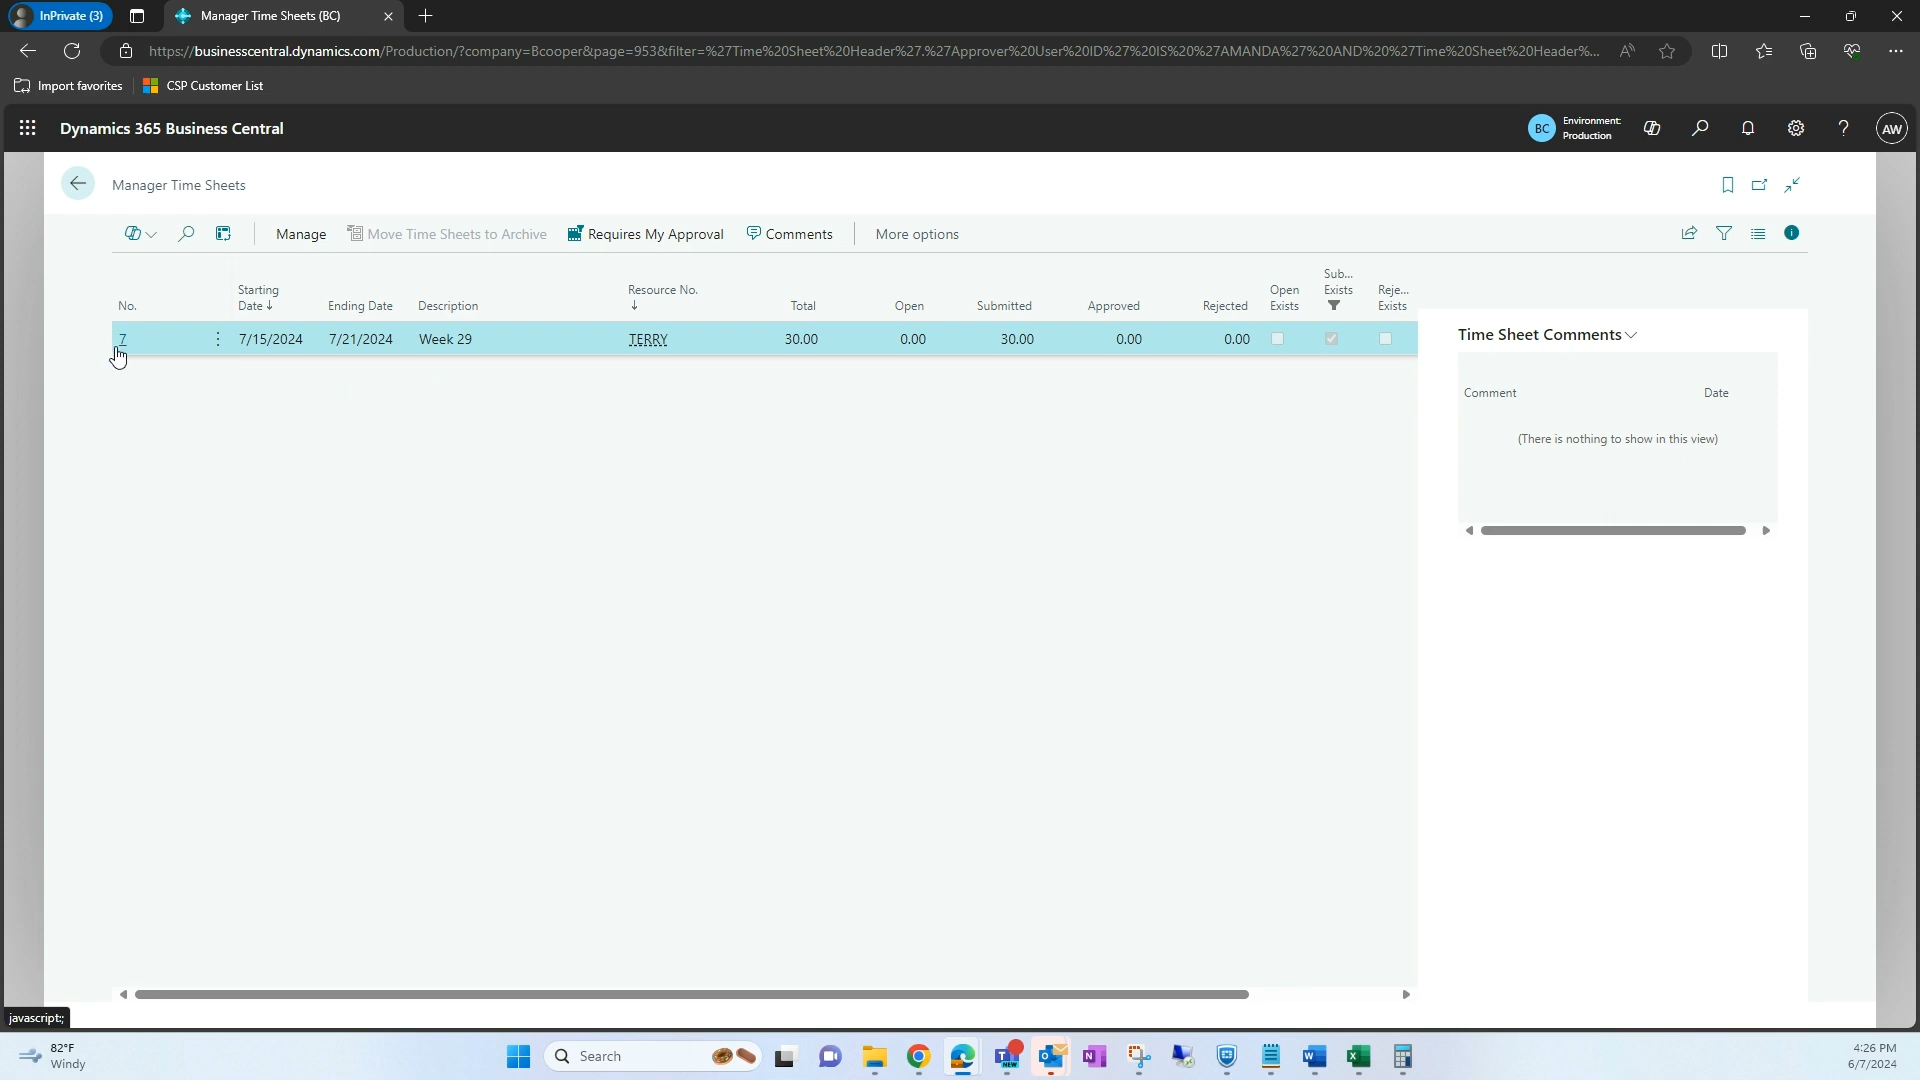 InPrivate (3)
Manager Time Sheets (BC)
https://businesscentral.dynamics.com/Production/?company=Bcooper&page=953&filter=%27Time%20Sheet%20Header%27.%27Approver%20User%20ID%27%20IS%20%27AMANDA%27%20AND%20%27Time%20Sheet%20Header%...
Import favorites
CSP Customer List
Dynamics 365 Business Central
BC
Environment:
Production
AW
Manager Time Sheets
Manage
Move Time Sheets to Archive
Requires My Approval
Comments
More options
No.
Starting
Date ↓
Ending Date
Description
Resource No.
↓
Total
Open
Submitted
Approved
Rejected
Open
Exists
Sub...
Exists
Reje...
Exists
7 7/15/2024 7/21/2024 Week 29 TERRY 30.00 0.00 30.00 0.00 0.00
Time Sheet Comments
Comment Date
(There is nothing to show in this view)
javascript:;
82°F
Windy
Search
NEW
4:26 PM
6/7/2024